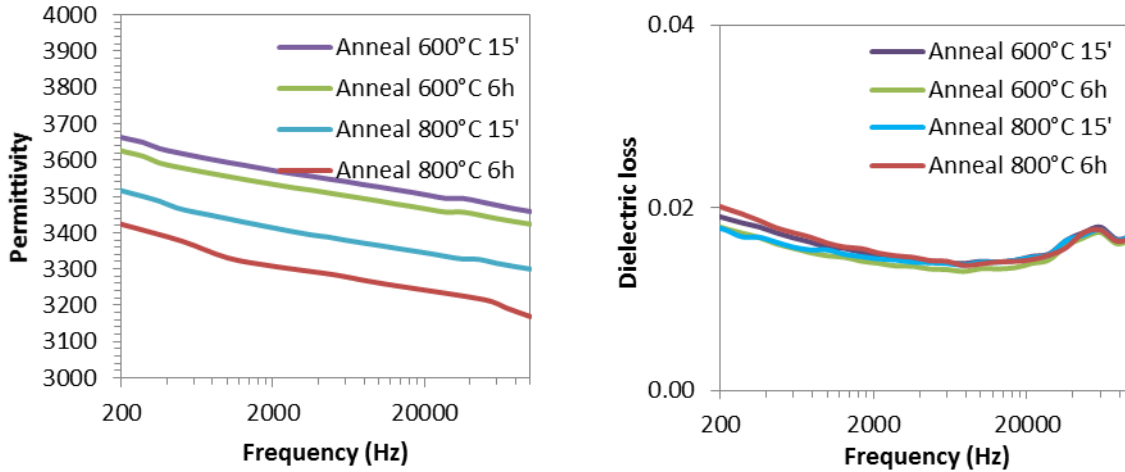 4000
3900
3800
3700
3600
3500
3400
3300
3200
3100
3000
Permittivity
Anneal 600°C 15'
Anneal 600°C 6h
Anneal 800°C 15'
Anneal 800°C 6h
200
2000
20000
Frequency (Hz)
0.04
0.02
0.00
Dielectric loss
Anneal 600°C 15'
Anneal 600°C 6h
Anneal 800°C 15'
Anneal 800°C 6h
200
2000
20000
Frequency (Hz)